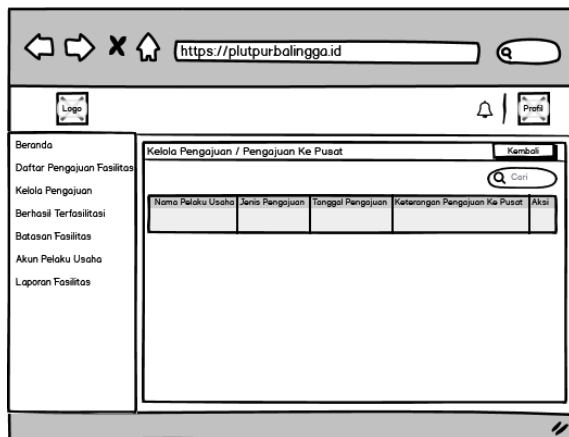 https://plutpurbalingga.id
Logo
Profil
Beranda
Daftar Pengajuan Fasilitas
Kelola Pengajuan
Berhasil Terfasilitasi
Batasan Fasilitas
Akun Pelaku Usaha
Laporan Fasilitas
Kelola Pengajuan / Pengajuan Ke Pusat
Kembali
Cari
Nama Pelaku Usaha Jenis Pengajuan Tanggal Pengajuan Keterangan Pengajuan Ke Pusat Aksi